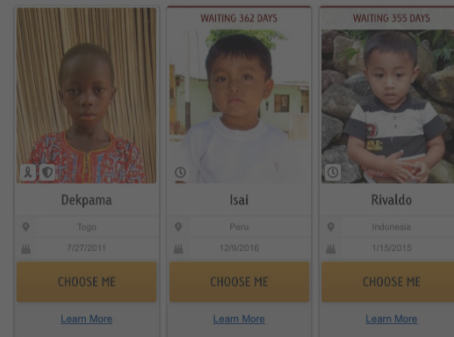 WAITING 362 DAYS
WAITING 355 DAYS
Dekpama
Isai
Rivaldo
Togo
Peru
Indonesia
7/27/2011
12/9/2016
1/15/2015
CHOOSE ME
CHOOSE ME
CHOOSE ME
Learn More
Learn More
Learn More